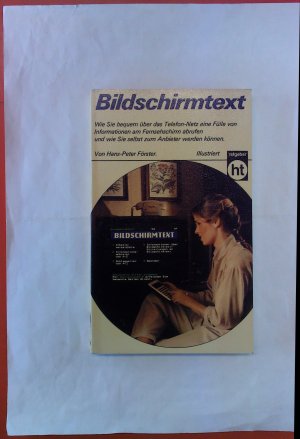 Bildschirmtext
Wie Sie bequem über das Telefon-Netz eine Fülle von
Informationen am Fernsehschirm abrufen
und wie Sie selbst zum Anbieter werden können.
Von Hans-Peter Förster.
Illustriert
ratgeber
ht
BILDSCHIRMTEXT